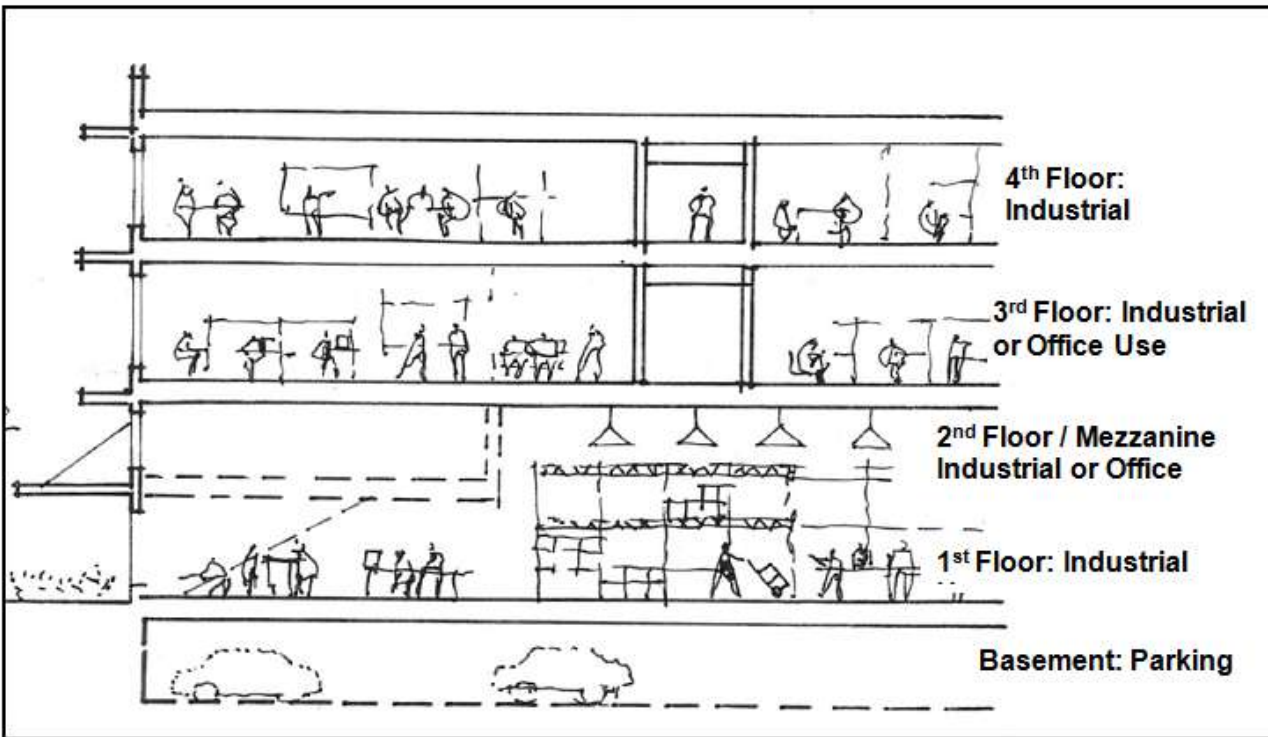 4th Floor:
Industrial
3rd Floor: Industrial
or Office Use
2nd Floor / Mezzanine
Industrial or Office
1st Floor: Industrial
Basement: Parking